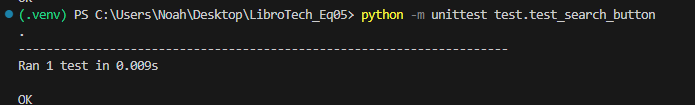 OK
(.venv) PS C:\Users\Noah\Desktop\LibroTech_Eq05> python -m unittest test.test_search_button
.
----------------------------------------------------------------------
Ran 1 test in 0.009s
OK